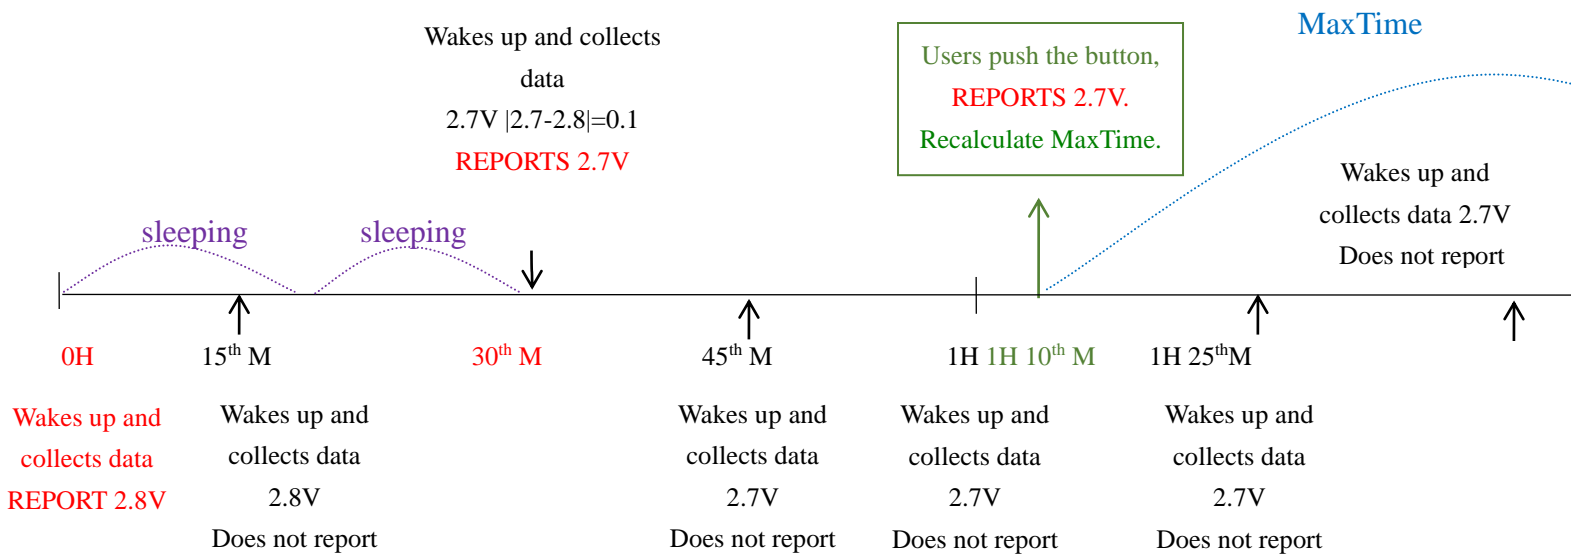 MaxTime
Wakes up and collects
data
2.7V |2.7-2.8|=0.1
REPORTS 2.7V
Users push the button,
REPORTS 2.7V.
Recalculate MaxTime.
Wakes up and
collects data 2.7V
Does not report
sleeping
sleeping
0H
15th M
30th M
45th M
1H
1H 10th M
1H 25thM
Wakes up and
collects data
REPORT 2.8V
Wakes up and
collects data
2.8V
Does not report
Wakes up and
collects data
2.7V
Does not report
Wakes up and
collects data
2.7V
Does not report
Wakes up and
collects data
2.7V
Does not report